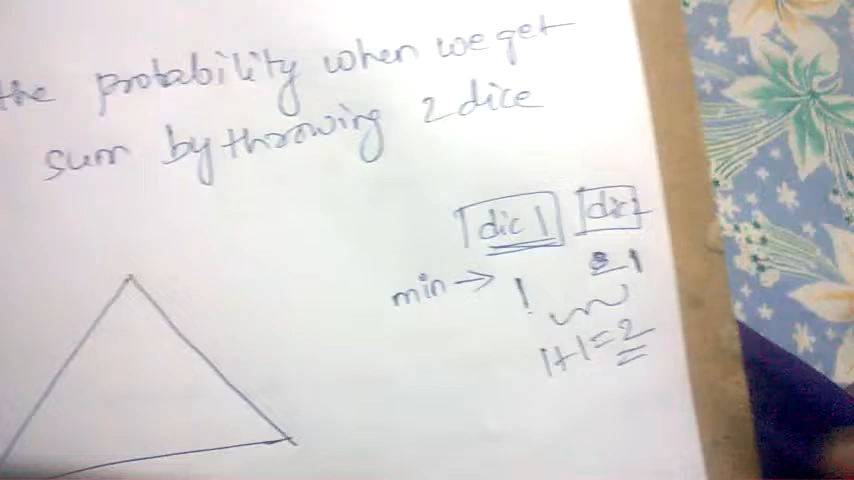 the probability when we get
sum by throwing 2 dice
dic 1 dic
min → 1 1
1+1=2